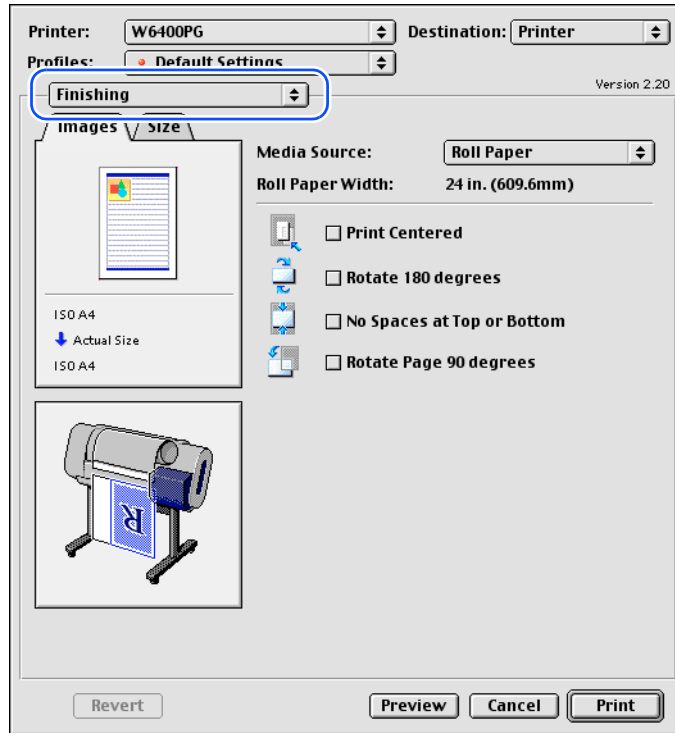 Printer: W6400PG Destination: Printer
Profiles: Default Settings
Version 2.20
Finishing
Images Size
Media Source: Roll Paper
Roll Paper Width: 24 in. (609.6mm)
Print Centered
Rotate 180 degrees
No Spaces at Top or Bottom
Rotate Page 90 degrees
ISO A4
Actual Size
ISO A4
R
Revert Preview Cancel Print